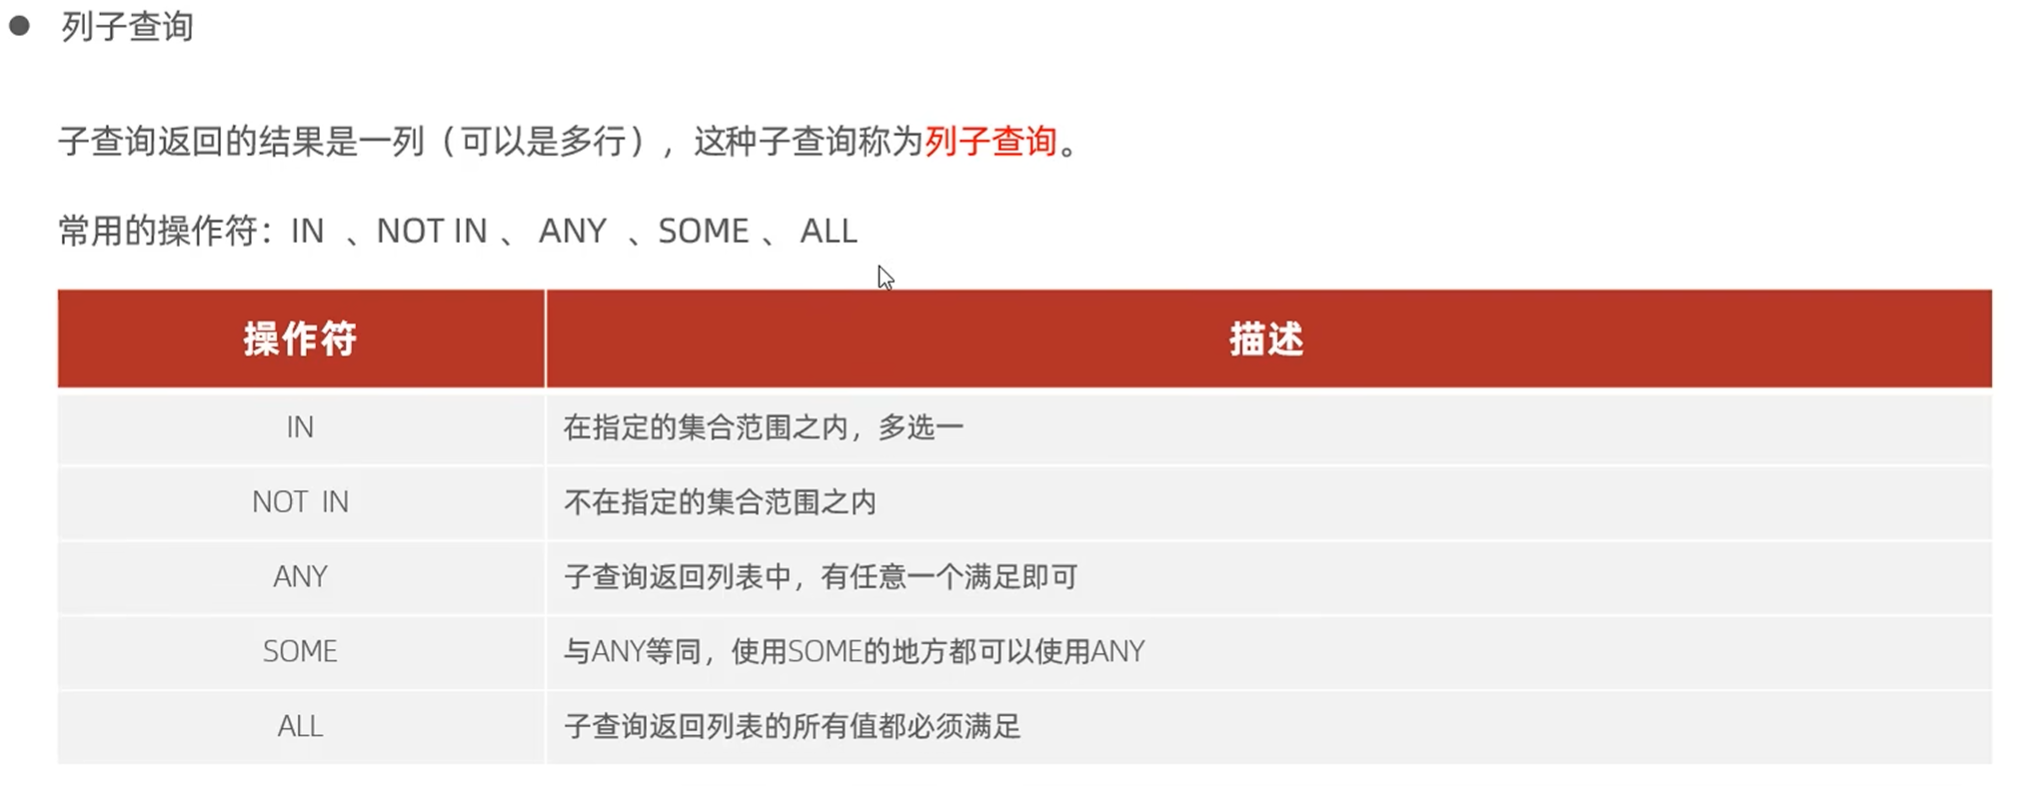 ● 列子查询
子查询返回的结果是一列（可以是多行），这种子查询称为列子查询。
常用的操作符：IN 、NOT IN 、 ANY 、SOME 、 ALL
操作符 描述
IN 在指定的集合范围之内，多选一
NOT IN 不在指定的集合范围之内
ANY 子查询返回列表中，有任意一个满足即可
SOME 与ANY等同，使用SOME的地方都可以使用ANY
ALL 子查询返回列表的所有值都必须满足